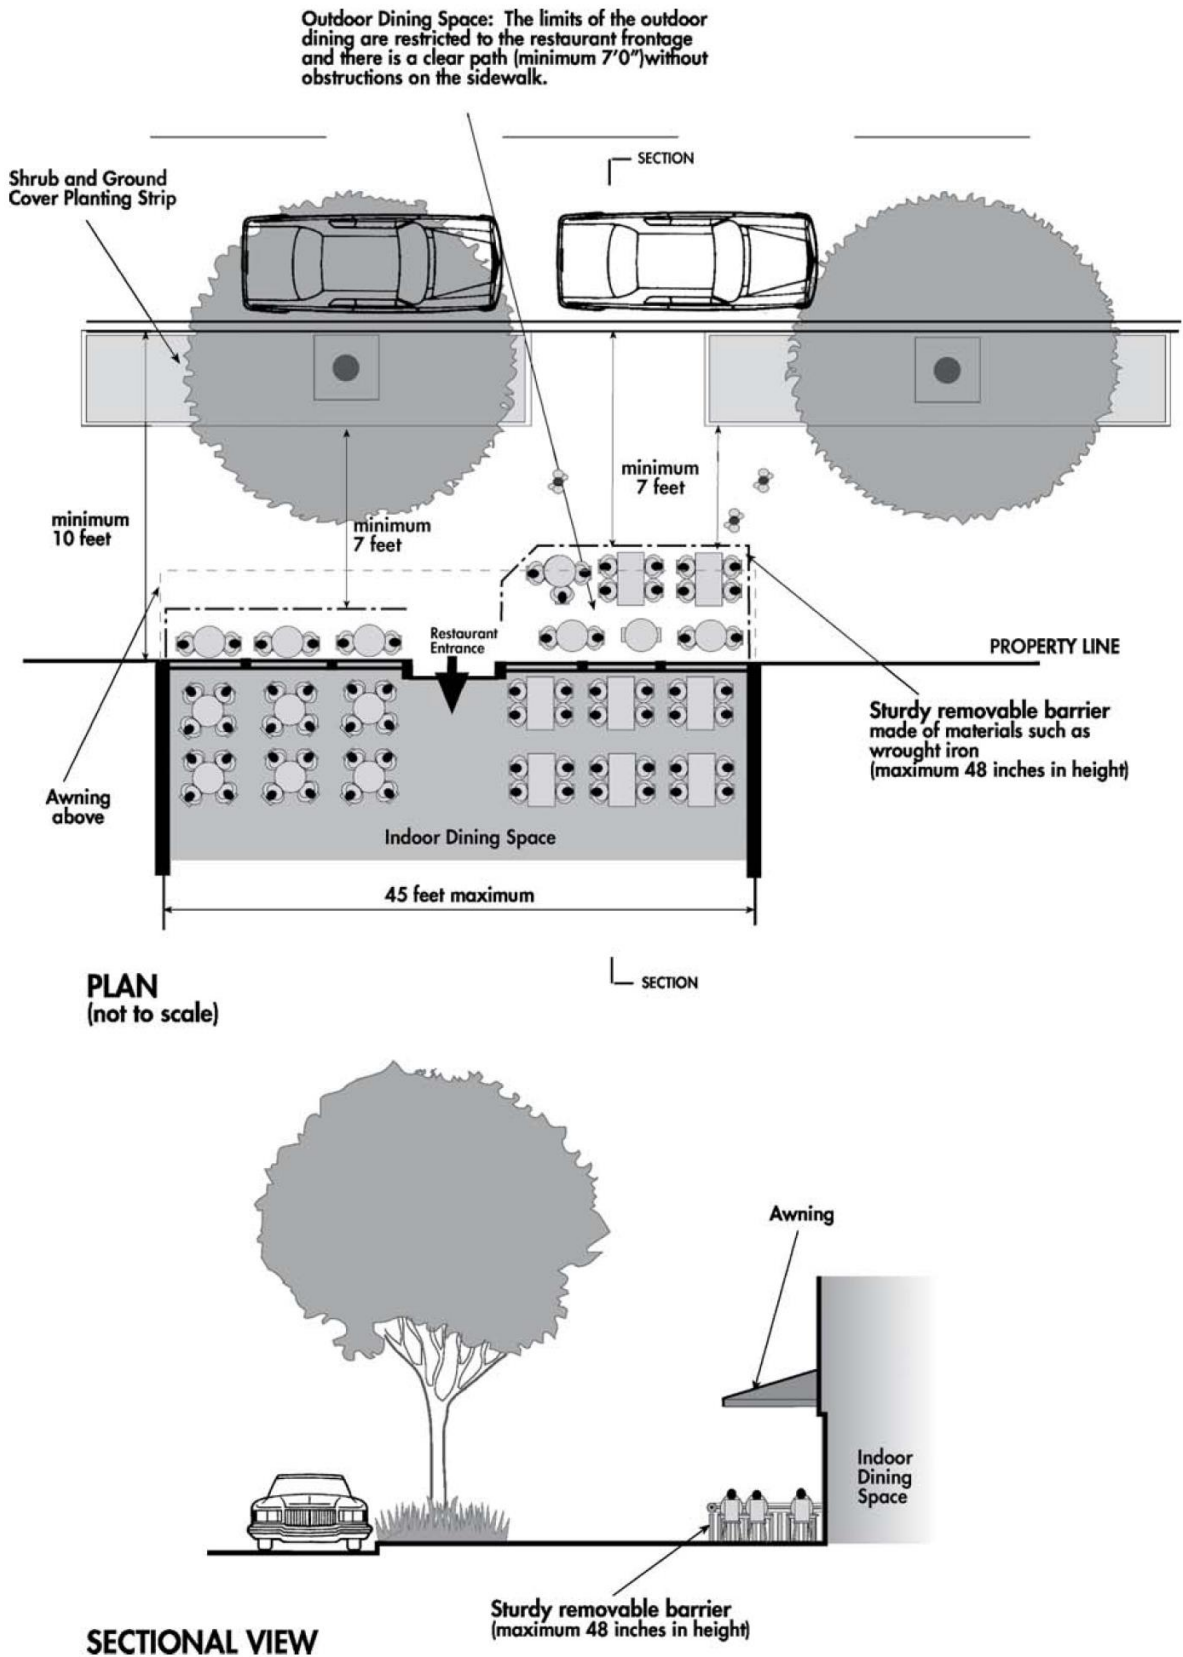 Outdoor Dining Space:  The limits of the outdoor
dining are restricted to the restaurant frontage
and there is a clear path (minimum 7'0")without
obstructions on the sidewalk.
SECTION
Shrub and Ground
Cover Planting Strip
minimum
7 feet
minimum
10 feet
minimum
7 feet
Restaurant
Entrance
PROPERTY LINE
Sturdy removable barrier
made of materials such as
wrought iron
(maximum 48 inches in height)
Awning
above
Indoor Dining Space
45 feet maximum
PLAN
(not to scale)
SECTION
Awning
Indoor
Dining
Space
Sturdy removable barrier
(maximum 48 inches in height)
SECTIONAL VIEW